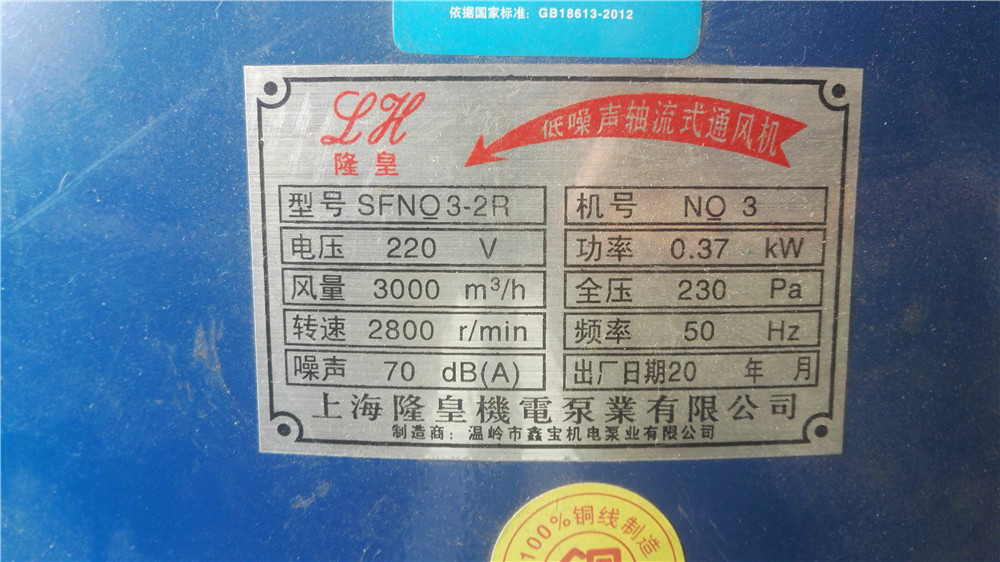 依据国家标准：GB18613-2012
LH
隆皇
低噪声轴流式通风机
型号 SFNO3-2R
机号 NO 3
电压 220 V
功率 0.37 kW
风量 3000 m³/h
全压 230 Pa
转速 2800 r/min
频率 50 Hz
噪声 70 dB(A)
出厂日期20 年 月
上海隆皇機電泵業有限公司
制造商：温岭市鑫宝机电泵业有限公司
100%铜线制造